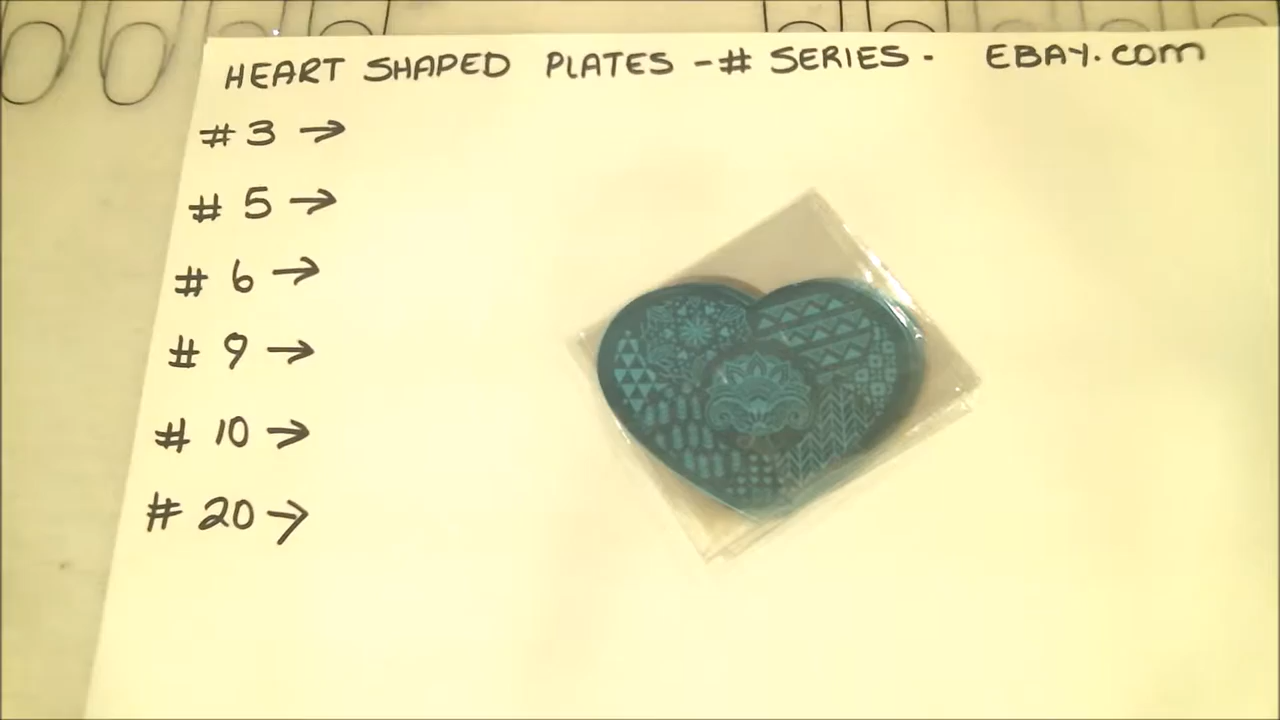 HEART SHAPED PLATES - # SERIES - EBAY.com
# 3 →
# 5 →
# 6 →
# 9 →
# 10 →
# 20 →